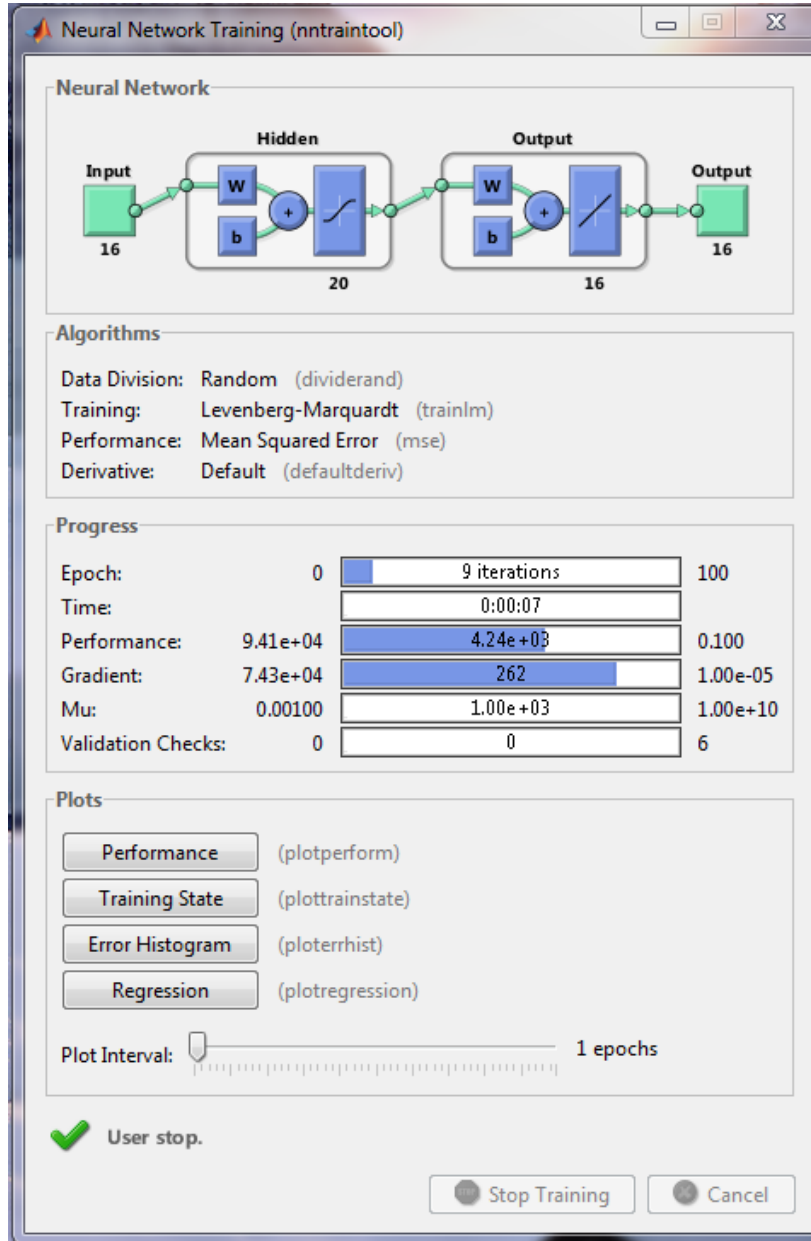 Neural Network Training (nntraintool)
Neural Network
Hidden Output
Input Output
W W
+ +
b b
16 16
20 16
Algorithms
Data Division: Random (dividerand)
Training: Levenberg-Marquardt (trainlm)
Performance: Mean Squared Error (mse)
Derivative: Default (defaultderiv)
Progress
Epoch: 0 9 iterations 100
Time: 0:00:07
Performance: 9.41e+04 4.24e+03 0.100
Gradient: 7.43e+04 262 1.00e-05
Mu: 0.00100 1.00e+03 1.00e+10
Validation Checks: 0 0 6
Plots
Performance (plotperform)
Training State (plottrainstate)
Error Histogram (ploterrhist)
Regression (plotregression)
Plot Interval: 1 epochs
User stop.
STOP Stop Training Cancel